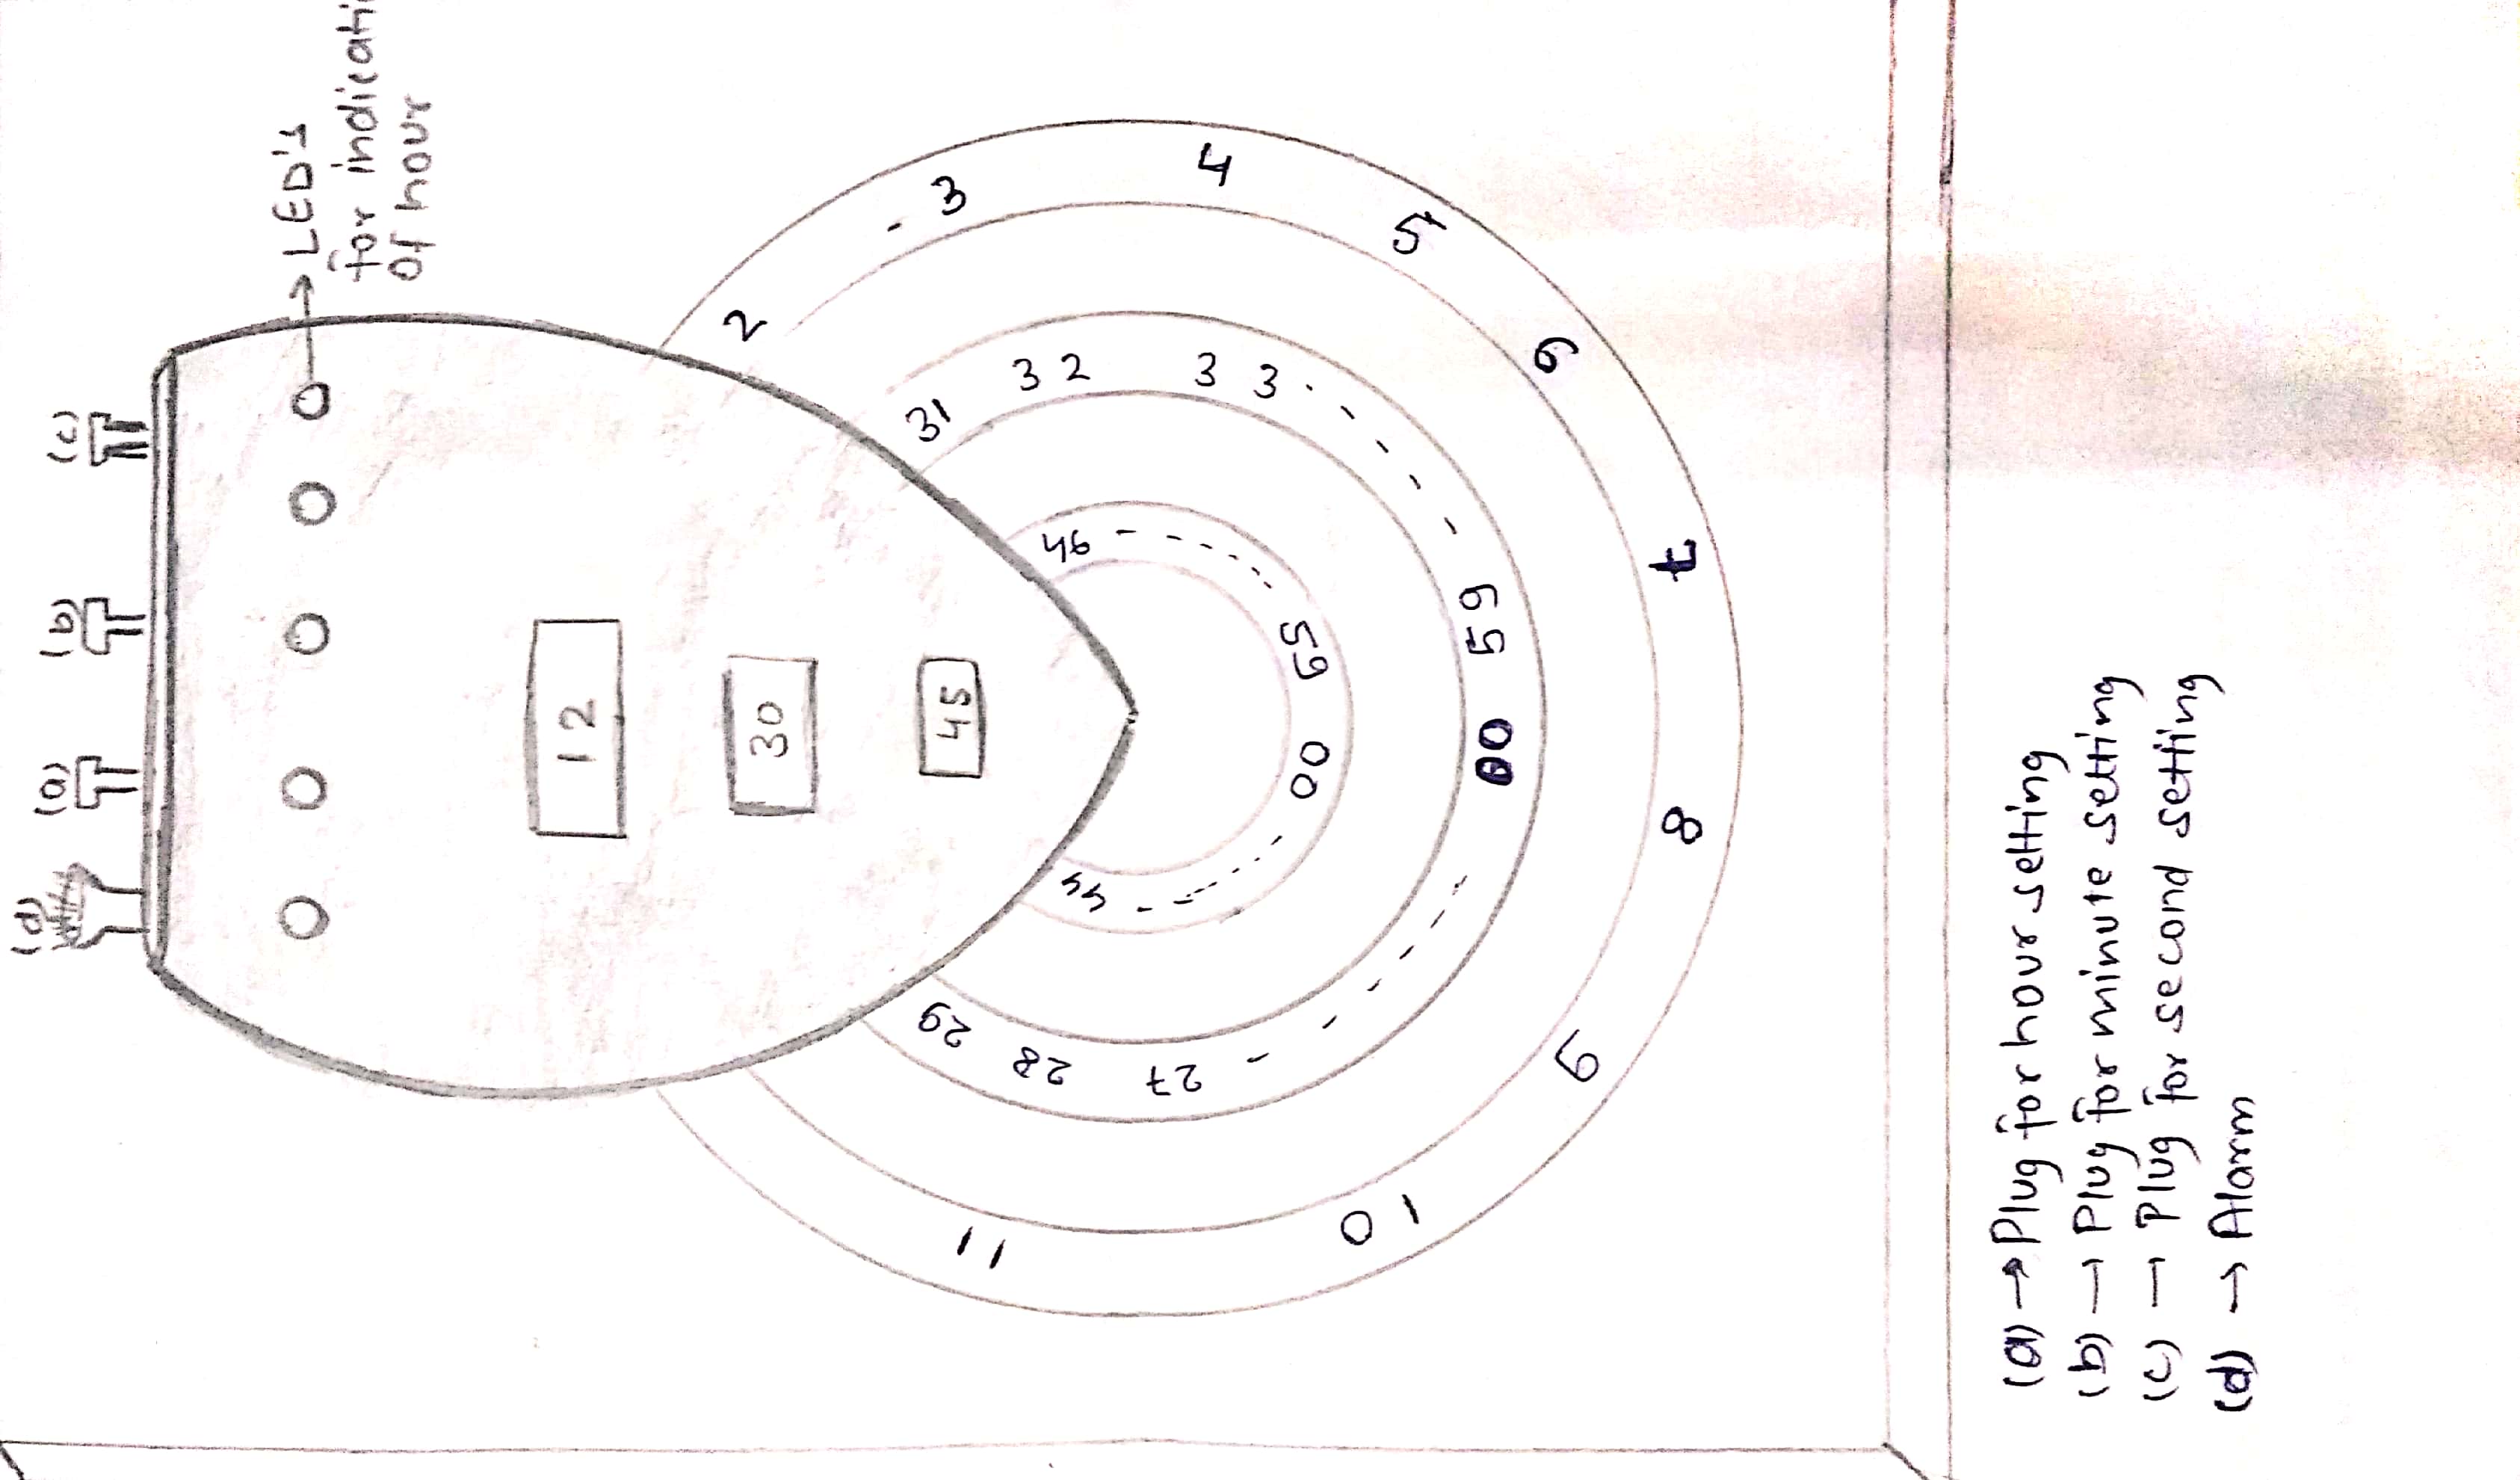 (d) (a) (b) (c)
→ LED's
for indicati
of hour
12
30
45
11 2
10 3
9 4
8 5
7 6
29 31
28 32
27 33
00 59
44 46
00 59
(a) → Plug for hour setting
(b) → Plug for minute setting
(c) → Plug for second setting
(d) → Alarm